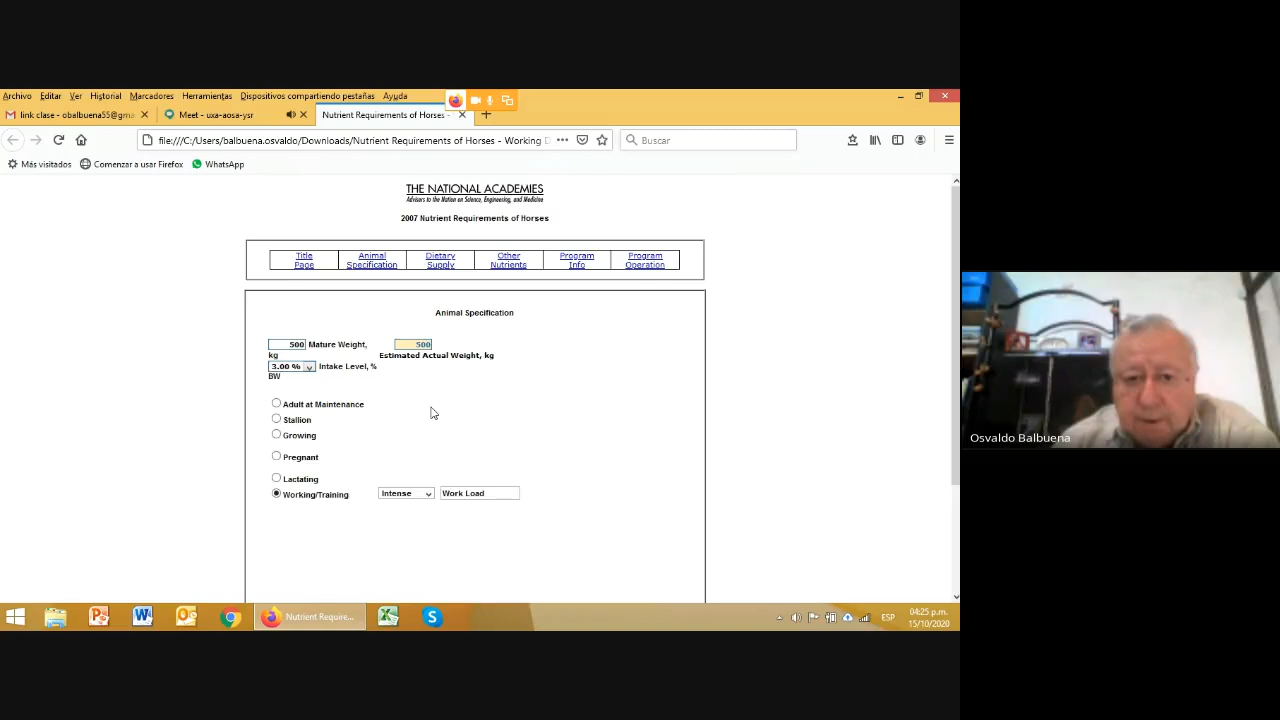 Archivo Editar Ver Historial Marcadores Herramientas Dispositivos compartiendo pestañas Ayuda
link clase - obalbuena55@gma
Meet - uxa-aosa-ysr
Nutrient Requirements of Horses -
file:///C:/Users/balbuena.osvaldo/Downloads/Nutrient Requirements of Horses - Working D
Buscar
Más visitados Comenzar a usar Firefox WhatsApp
THE NATIONAL ACADEMIES
Advisers to the Nation on Science, Engineering, and Medicine
2007 Nutrient Requirements of Horses
Title Animal Dietary Other Program Program
Page Specification Supply Nutrients Info Operation
Animal Specification
500 Mature Weight, 500
kg Estimated Actual Weight, kg
3.00 % Intake Level, %
BW
Adult at Maintenance
Stallion
Growing
Pregnant
Lactating
Working/Training Intense Work Load
Osvaldo Balbuena
Nutrient Require...
ESP
04:25 p.m.
15/10/2020